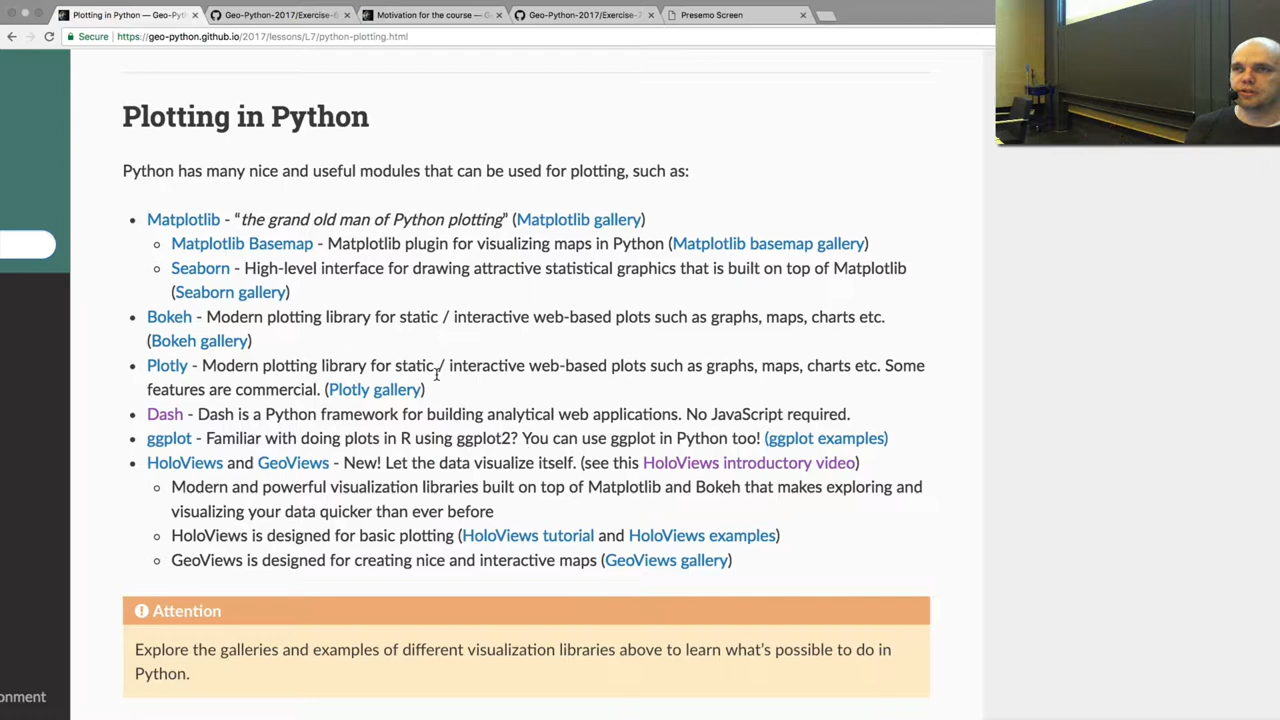 Plotting in Python — Geo-Pyt
Geo-Python-2017/Exercise-6
Motivation for the course — G
Geo-Python-2017/Exercise-7
Presemo Screen
Secure
https://geo-python.github.io/2017/lessons/L7/python-plotting.html
Plotting in Python
Python has many nice and useful modules that can be used for plotting, such as:
• Matplotlib - “the grand old man of Python plotting” (Matplotlib gallery)
Matplotlib Basemap - Matplotlib plugin for visualizing maps in Python (Matplotlib basemap gallery)
Seaborn - High-level interface for drawing attractive statistical graphics that is built on top of Matplotlib
(Seaborn gallery)
• Bokeh - Modern plotting library for static / interactive web-based plots such as graphs, maps, charts etc.
(Bokeh gallery)
• Plotly - Modern plotting library for static / interactive web-based plots such as graphs, maps, charts etc. Some
features are commercial. (Plotly gallery)
• Dash - Dash is a Python framework for building analytical web applications. No JavaScript required.
• ggplot - Familiar with doing plots in R using ggplot2? You can use ggplot in Python too! (ggplot examples)
• HoloViews and GeoViews - New! Let the data visualize itself. (see this HoloViews introductory video)
Modern and powerful visualization libraries built on top of Matplotlib and Bokeh that makes exploring and
visualizing your data quicker than ever before
HoloViews is designed for basic plotting (HoloViews tutorial and HoloViews examples)
GeoViews is designed for creating nice and interactive maps (GeoViews gallery)
Attention
Explore the galleries and examples of different visualization libraries above to learn what’s possible to do in
Python.
onment